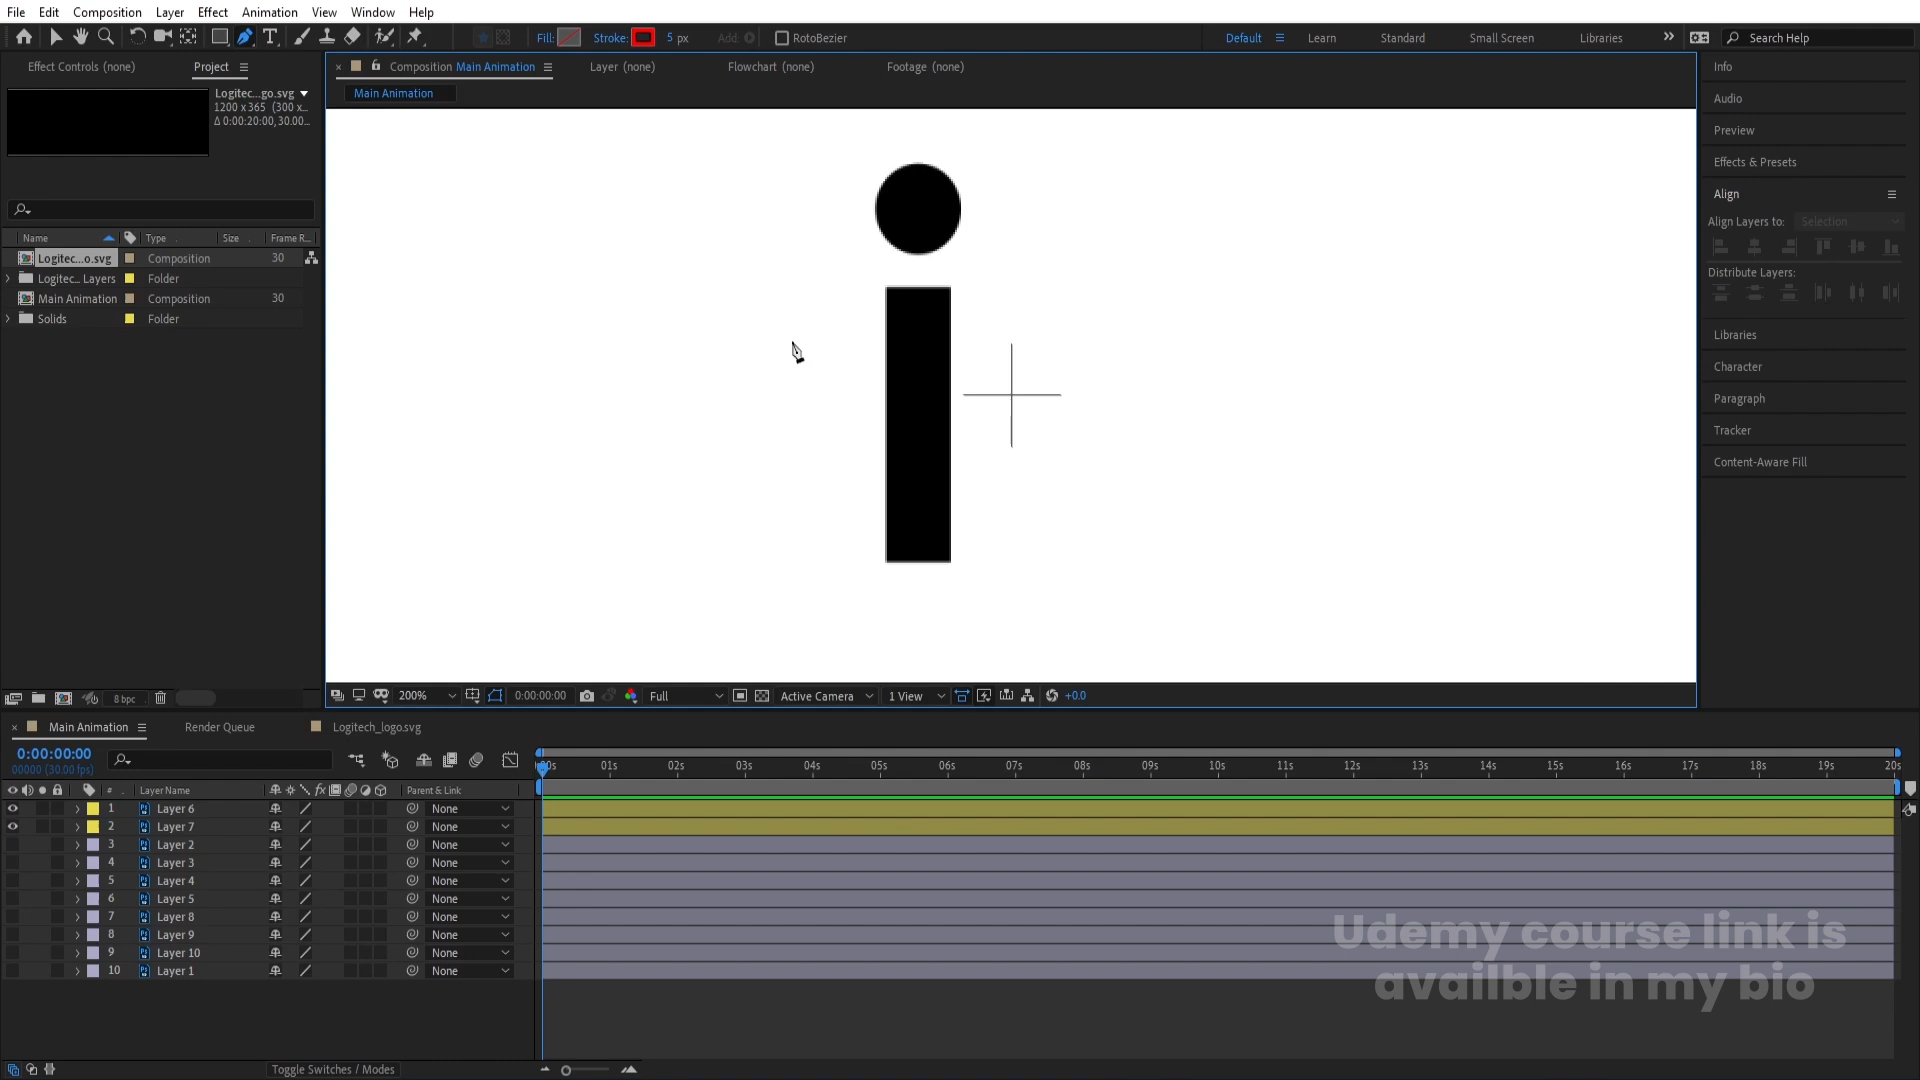 File Edit Composition Layer Effect Animation View Window Help
Fill: Stroke: 5 px Add: RotoBezier Default Learn Standard Small Screen Libraries Search Help
Effect Controls (none) Project Composition Main Animation Layer (none) Flowchart (none) Footage (none)
Main Animation
Logitec...go.svg
1200 x 365 (300 x...
Δ 0:00:20:00, 30.00...
Name Type Size Frame R...
Logitec...o.svg Composition 30
Logitec... Layers Folder
Main Animation Composition 30
Solids Folder
8 bpc
200% 0:00:00:00 Full Active Camera 1 View +0.0
Info
Audio
Preview
Effects & Presets
Align
Align Layers to: Selection
Distribute Layers:
Libraries
Character
Paragraph
Tracker
Content-Aware Fill
Main Animation Render Queue Logitech_logo.svg
0:00:00:00
00000 (30.00 fps)
00s 01s 02s 03s 04s 05s 06s 07s 08s 09s 10s 11s 12s 13s 14s 15s 16s 17s 18s 19s 20s
# Layer Name fx Parent & Link
1 Layer 6 None
2 Layer 7 None
3 Layer 2 None
4 Layer 3 None
5 Layer 4 None
6 Layer 5 None
7 Layer 8 None
8 Layer 9 None
9 Layer 10 None
10 Layer 1 None
Udemy course link is
availble in my bio
Toggle Switches / Modes